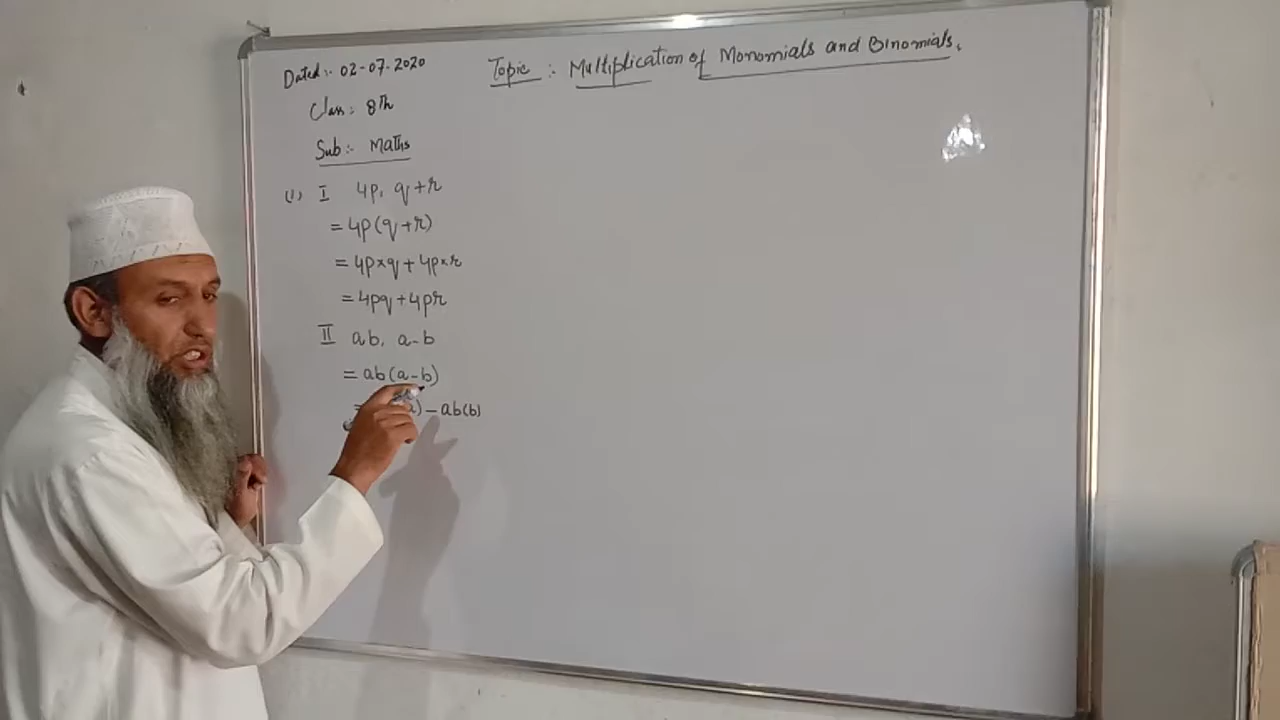 Dated:- 02-07-2020
Topic :- Multiplication of Monomials and Binomials.
Class: 8th
Sub:- Maths
(1) I 4p, q+r
=4p(q+r)
=4p×q+4p×r
=4pq+4pr
II ab, a-b
=ab(a-b)
= a) - ab(b)